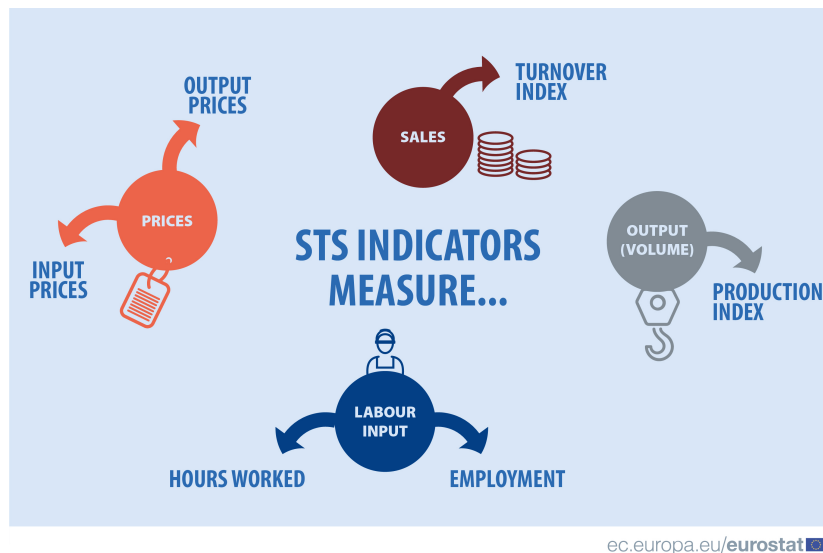 OUTPUT
PRICES
PRICES
INPUT
PRICES
SALES
TURNOVER
INDEX
STS INDICATORS
MEASURE...
OUTPUT
(VOLUME)
PRODUCTION
INDEX
LABOUR
INPUT
HOURS WORKED
EMPLOYMENT
ec.europa.eu/eurostat